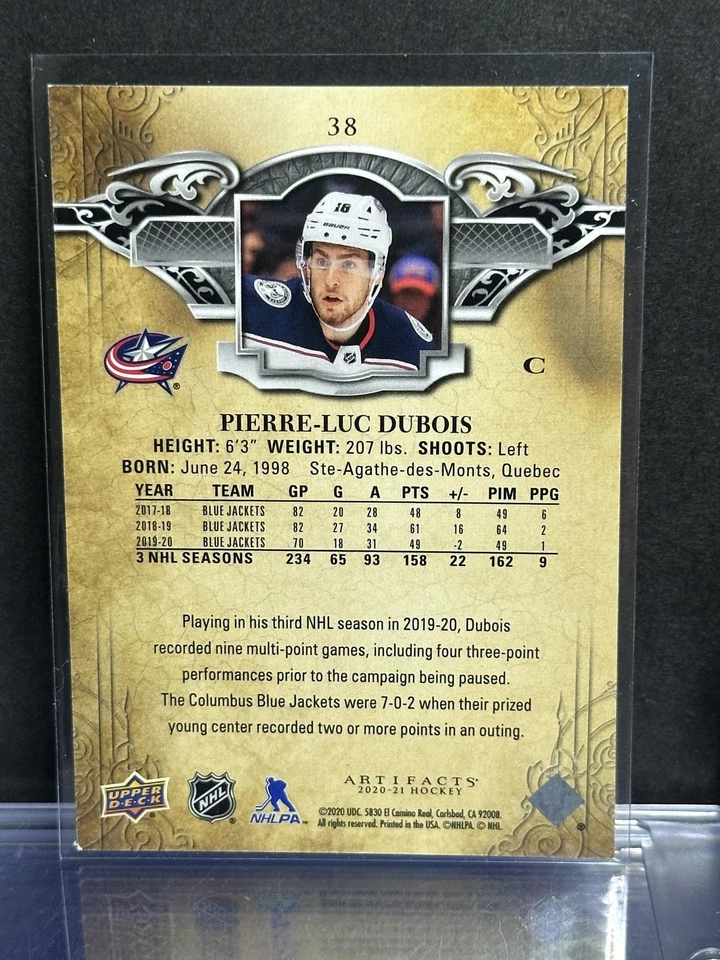 38
18
BAUER
C
PIERRE-LUC DUBOIS
HEIGHT: 6'3" WEIGHT: 207 lbs. SHOOTS: Left
BORN: June 24, 1998 Ste-Agathe-des-Monts, Quebec
YEAR TEAM GP G A PTS +/- PIM PPG
2017-18 BLUE JACKETS 82 20 28 48 8 49 6
2018-19 BLUE JACKETS 82 27 34 61 16 64 2
2019-20 BLUE JACKETS 70 18 31 49 -2 49 1
3 NHL SEASONS 234 65 93 158 22 162 9
Playing in his third NHL season in 2019-20, Dubois
recorded nine multi-point games, including four three-point
performances prior to the campaign being paused.
The Columbus Blue Jackets were 7-0-2 when their prized
young center recorded two or more points in an outing.
UPPER
D·E·C·K
NHL
NHLPA
ARTIFACTS
2020-21 HOCKEY
©2020 UDC. 5830 El Camino Real, Carlsbad, CA 92008.
All rights reserved. Printed in the USA. ©NHLPA. © NHL.